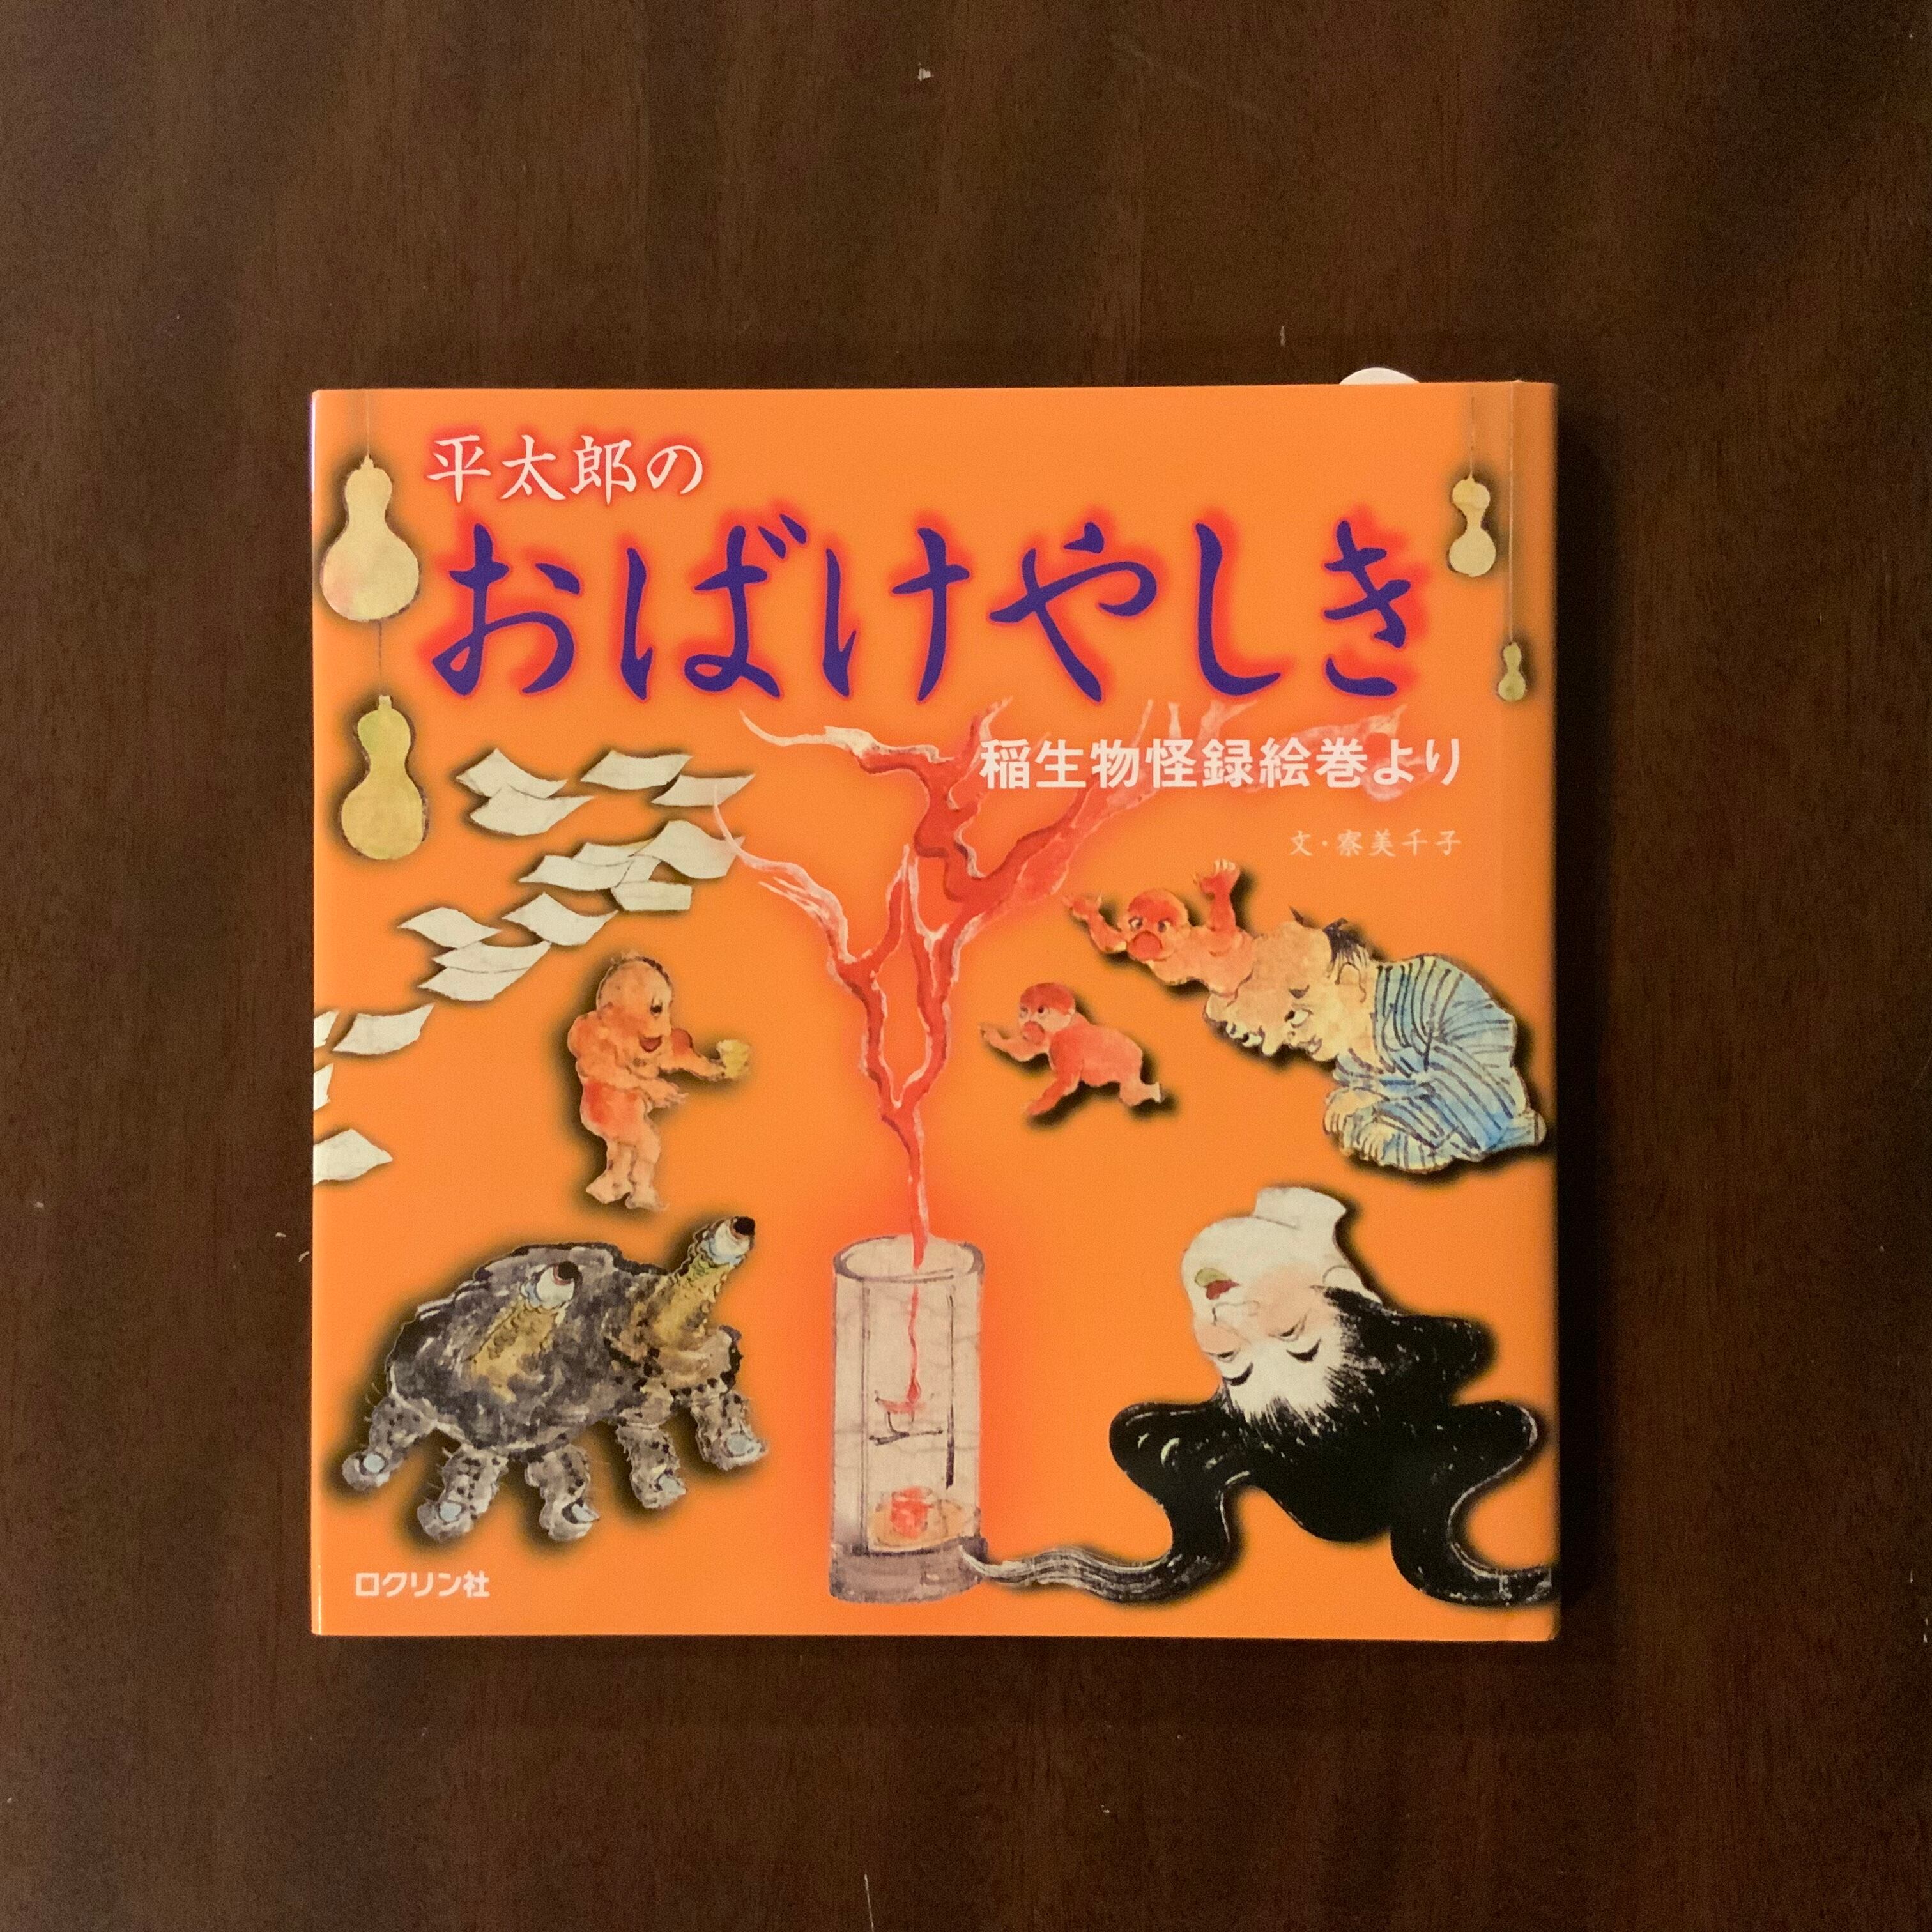 平太郎の
おばけやしき
稲生物怪録絵巻より
文・寮美千子
ロクリン社